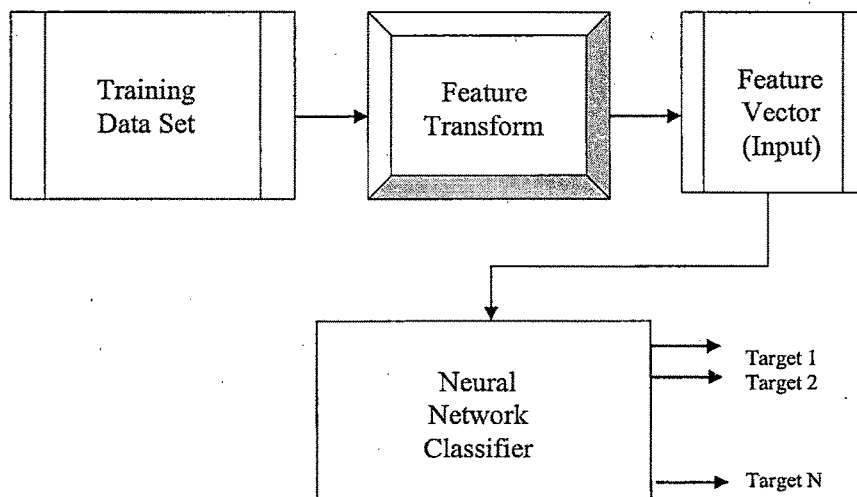 Training
Data Set
Feature
Transform
Feature
Vector
(Input)
Neural
Network
Classifier
Target 1
Target 2
Target N